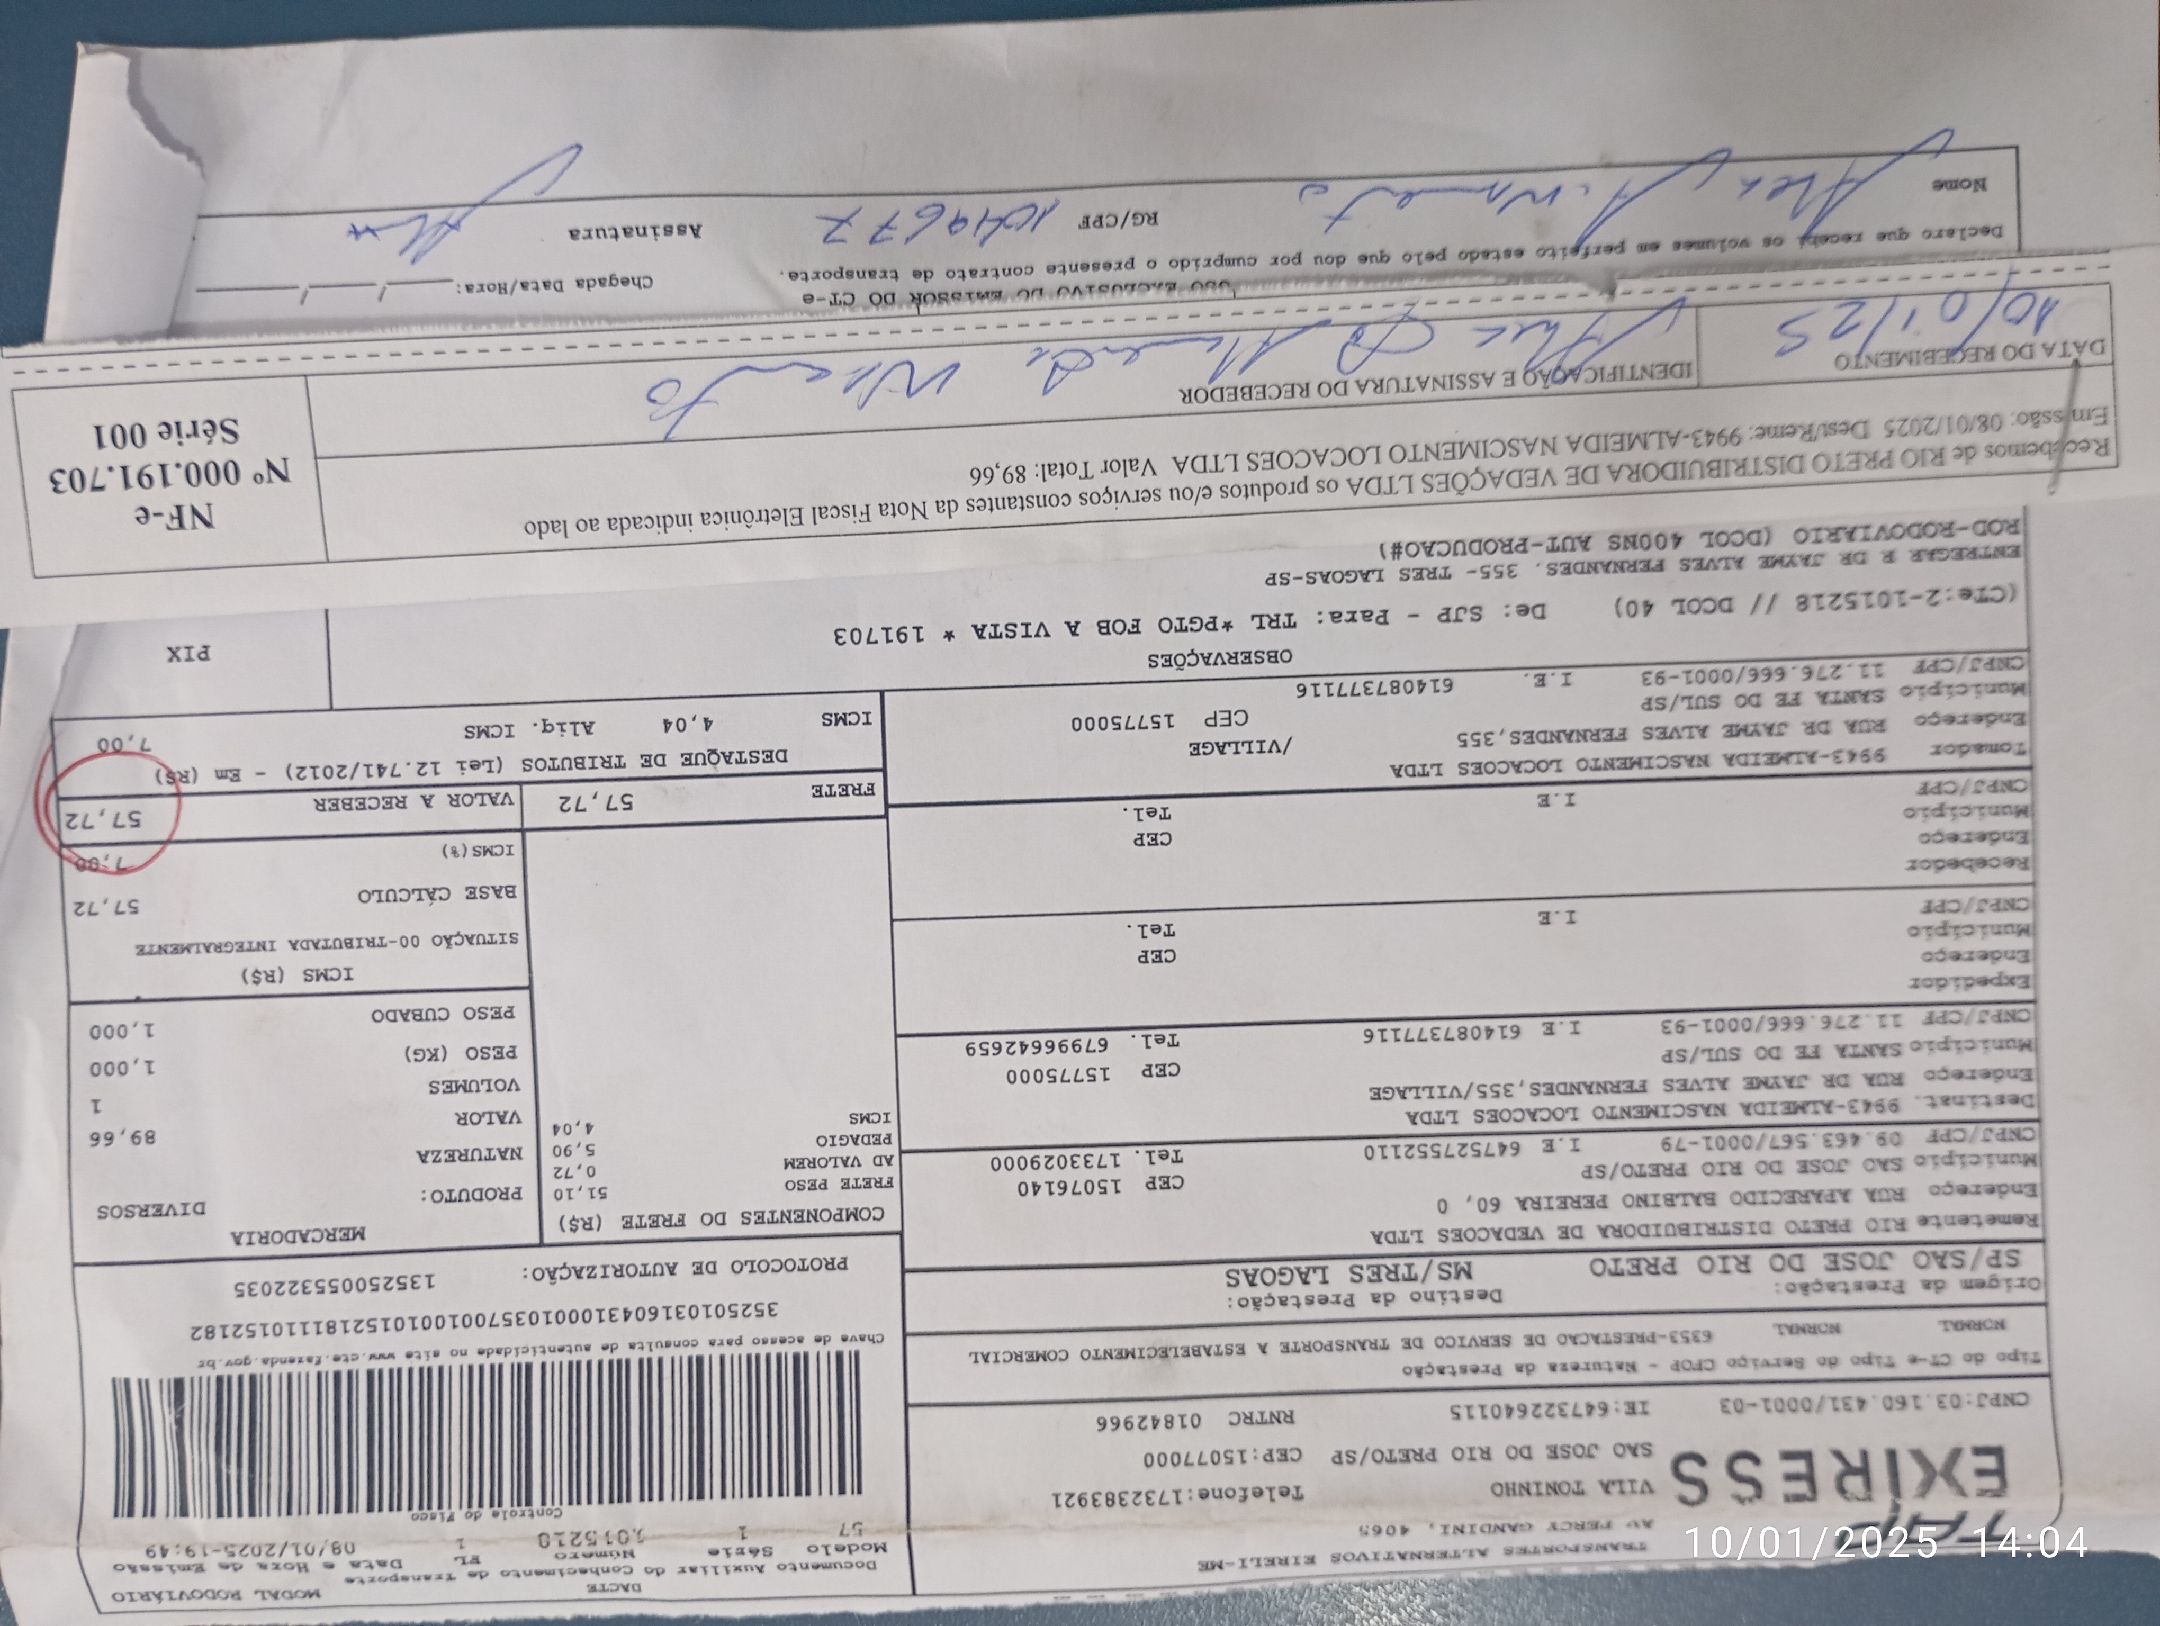 DACTE
MODAL RODOVIÁRIO
Documento Auxiliar do Conhecimento de Transporte
Modelo Série Número FL Data e Hora de Emissão
57 1 1015218 1 08/01/2025-19:49
Controle do Fisco
Chave de acesso para consulta de autenticidade no site www.cte.fazenda.gov.br
PROTOCOLO DE AUTORIZAÇÃO: 135250055322035
TRANSPORTES ALTERNATIVOS EIRELI-ME
AV PERCY GANDINI, 4065
VILA TONINHO Telefone:1732383921
SAO JOSE DO RIO PRETO/SP CEP:15077000
CNPJ:03.160.431/0001-03 IE:647322640115 RNTRC 01842966
Tipo do CT-e Tipo do Serviço CFOP - Natureza da Prestação
NORMAL NORMAL 6353-PRESTACAO DE SERVICO DE TRANSPORTE A ESTABELECIMENTO COMERCIAL
Origem da Prestação: Destino da Prestação:
SP/SAO JOSE DO RIO PRETO MS/TRES LAGOAS
Remetente RIO PRETO DISTRIBUIDORA DE VEDACOES LTDA
Endereço RUA APARECIDO BALBINO PEREIRA 60, 0 CEP 15076140
Município SAO JOSE DO RIO PRETO/SP Tel. 1733029000
CNPJ/CPF 09.463.567/0001-79 I.E 647527552110
Destinat. 9943-ALMEIDA NASCIMENTO LOCACOES LTDA
Endereço RUA DR JAYME ALVES FERNANDES,355/VILLAGE CEP 15775000
Município SANTA FE DO SUL/SP Tel. 67996642659
CNPJ/CPF 11.276.666/0001-93 I.E 614087377116
Expedidor
Endereço CEP
Município Tel.
CNPJ/CPF I.E
Recebedor
Endereço CEP
Município Tel.
CNPJ/CPF I.E
Tomador 9943-ALMEIDA NASCIMENTO LOCACOES LTDA
Endereço RUA DR JAYME ALVES FERNANDES,355 /VILLAGE
Município SANTA FE DO SUL/SP CEP 15775000
CNPJ/CPF 11.276.666/0001-93 I.E. 614087377116
COMPONENTES DO FRETE (R$)
FRETE PESO 51,10
AD VALOREM 0,72
PEDAGIO 5,90
ICMS 4,04
MERCADORIA
PRODUTO: DIVERSOS
NATUREZA
VALOR 89,66
VOLUMES 1
PESO (KG) 1,000
PESO CUBADO 1,000
ICMS (R$)
SITUAÇÃO 00-TRIBUTADA INTEGRALMENTE
BASE CÁLCULO 57,72
ICMS(%) 7,00
FRETE 57,72 VALOR A RECEBER 57,72
DESTAQUE DE TRIBUTOS (Lei 12.741/2012) - Em (R$)
ICMS 4,04 Aliq. ICMS 7,00
OBSERVAÇÕES
PIX
(CTe:2-1015218 // DCOL 40) De: SJP - Para: TRL *PGTO FOB A VISTA * 191703
ENTREGAR R DR JAYME ALVES FERNANDES. 355- TRES LAGOAS-SP
ROD-RODOVIARIO (DCOL 400NS AUT-PRODUCAO#)
Recebemos de RIO PRETO DISTRIBUIDORA DE VEDAÇÕES LTDA os produtos e/ou serviços constantes da Nota Fiscal Eletrônica indicada ao lado
Emissão: 08/01/2025 Dest/Reme: 9943-ALMEIDA NASCIMENTO LOCACOES LTDA Valor Total: 89,66
DATA DO RECEBIMENTO
10/01/25
IDENTIFICAÇÃO E ASSINATURA DO RECEBEDOR
NF-e
Nº 000.191.703
Série 001
USO EXCLUSIVO DO EMISSOR DO CT-e
Declaro que recebi os volumes em perfeito estado pelo que dou por cumprido o presente contrato de transporte.
Chegada Data/Hora: ____/____/____
Nome
RG/CPF 1049677
Assinatura
10/01/2025 14:04